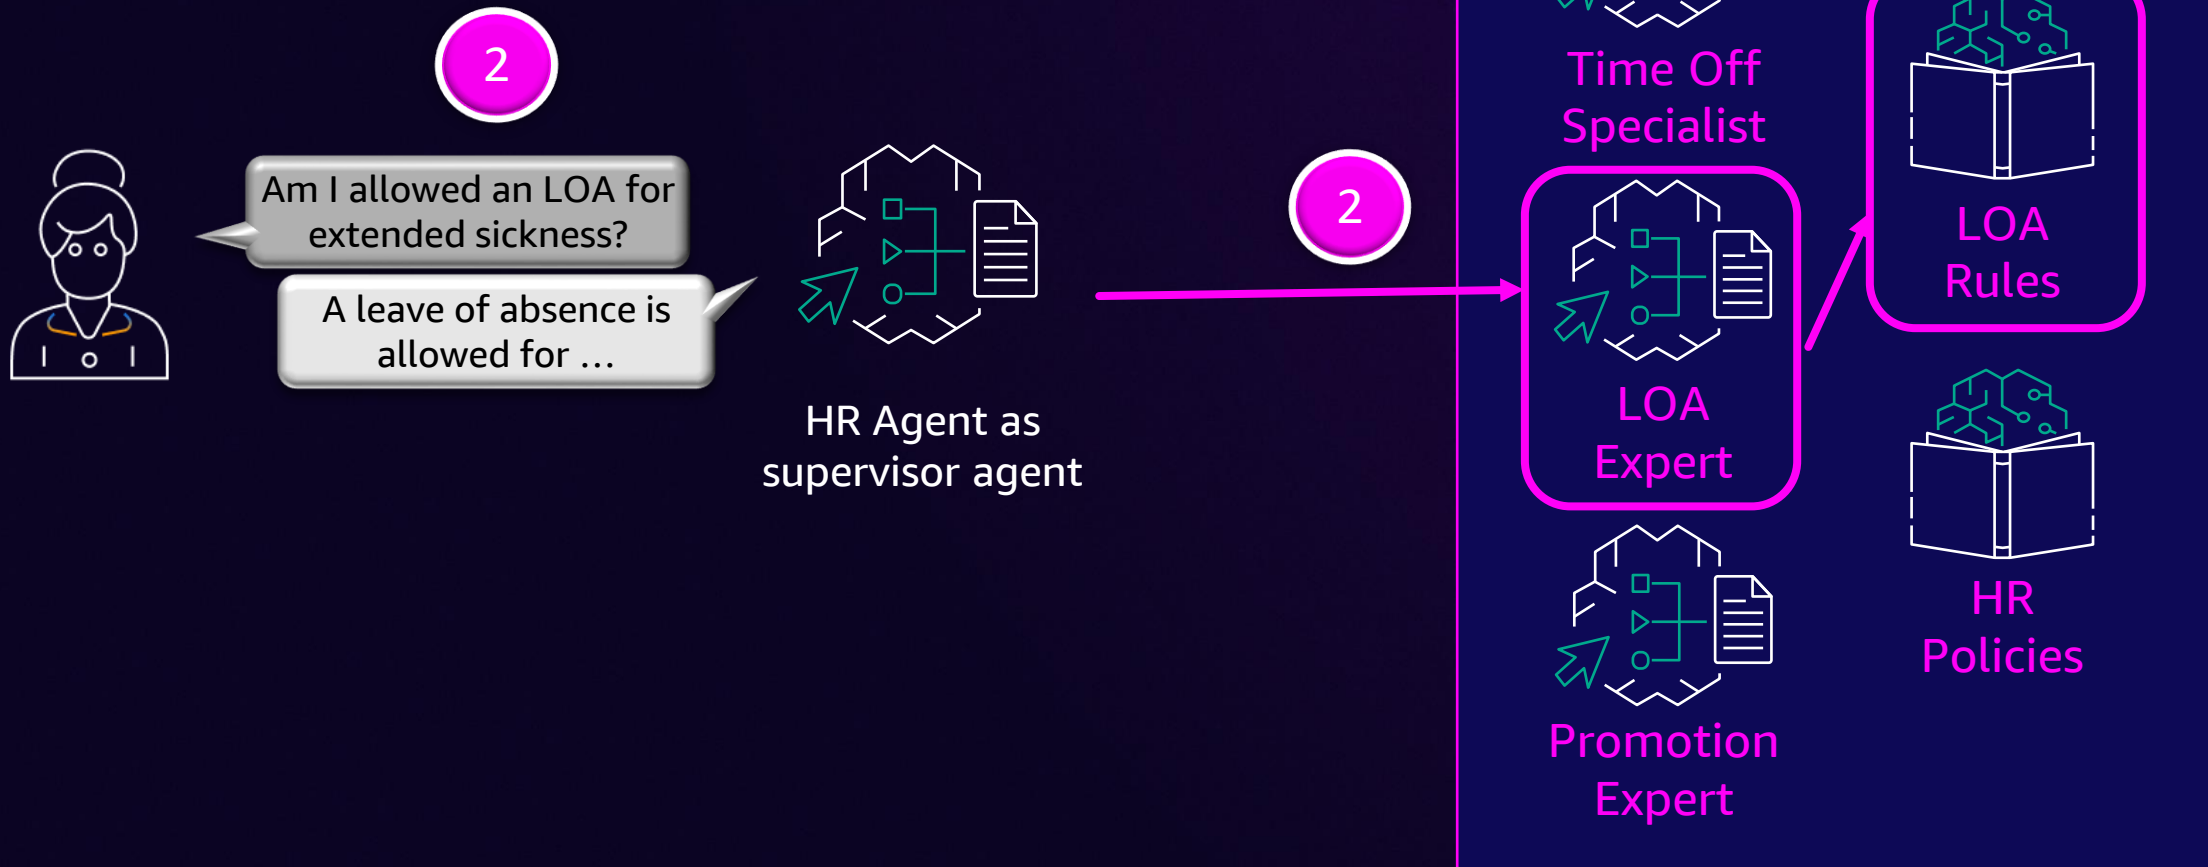 2
Am I allowed an LOA for
extended sickness?
A leave of absence is
allowed for ...
HR Agent as
supervisor agent
2
Time Off
Specialist
LOA
Expert
Promotion
Expert
LOA
Rules
HR
Policies